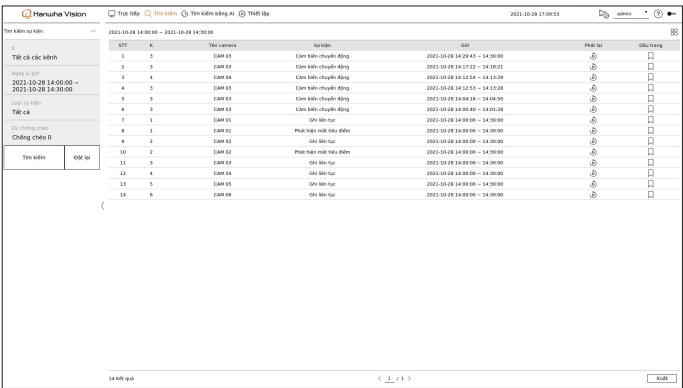 Hanwha Vision
Trực tiếp Tìm kiếm Tìm kiếm bằng AI Thiết lập 2021-10-28 17:09:53 admin
Tìm kiếm sự kiện
K
Tất cả các kênh
Ngày & giờ
2021-10-28 14:00:00 ~
2021-10-28 14:30:00
Loại sự kiện
Tất cả
DL chồng chéo
Chồng chéo 0
Tìm kiếm Đặt lại
2021-10-28 14:00:00 ~ 2021-10-28 14:30:00
STT K Tên camera Sự kiện Giờ Phát lại Dấu trang
1 3 CAM 03 Cảm biến chuyển động 2021-10-28 14:29:43 ~ 14:30:00
2 3 CAM 03 Cảm biến chuyển động 2021-10-28 14:17:22 ~ 14:18:21
3 4 CAM 04 Cảm biến chuyển động 2021-10-28 14:12:54 ~ 14:13:29
4 3 CAM 03 Cảm biến chuyển động 2021-10-28 14:12:53 ~ 14:13:28
5 3 CAM 03 Cảm biến chuyển động 2021-10-28 14:04:16 ~ 14:04:50
6 3 CAM 03 Cảm biến chuyển động 2021-10-28 14:00:40 ~ 14:01:28
7 1 CAM 01 Ghi liên tục 2021-10-28 14:00:00 ~ 14:30:00
8 1 CAM 01 Phát hiện mất tiêu điểm 2021-10-28 14:00:00 ~ 14:30:00
9 2 CAM 02 Ghi liên tục 2021-10-28 14:00:00 ~ 14:30:00
10 2 CAM 02 Phát hiện mất tiêu điểm 2021-10-28 14:00:00 ~ 14:30:00
11 3 CAM 03 Ghi liên tục 2021-10-28 14:00:00 ~ 14:30:00
12 4 CAM 04 Ghi liên tục 2021-10-28 14:00:00 ~ 14:30:00
13 5 CAM 05 Ghi liên tục 2021-10-28 14:00:00 ~ 14:30:00
14 6 CAM 06 Ghi liên tục 2021-10-28 14:00:00 ~ 14:30:00
14 Kết quả < 1 / 1 > Xuất